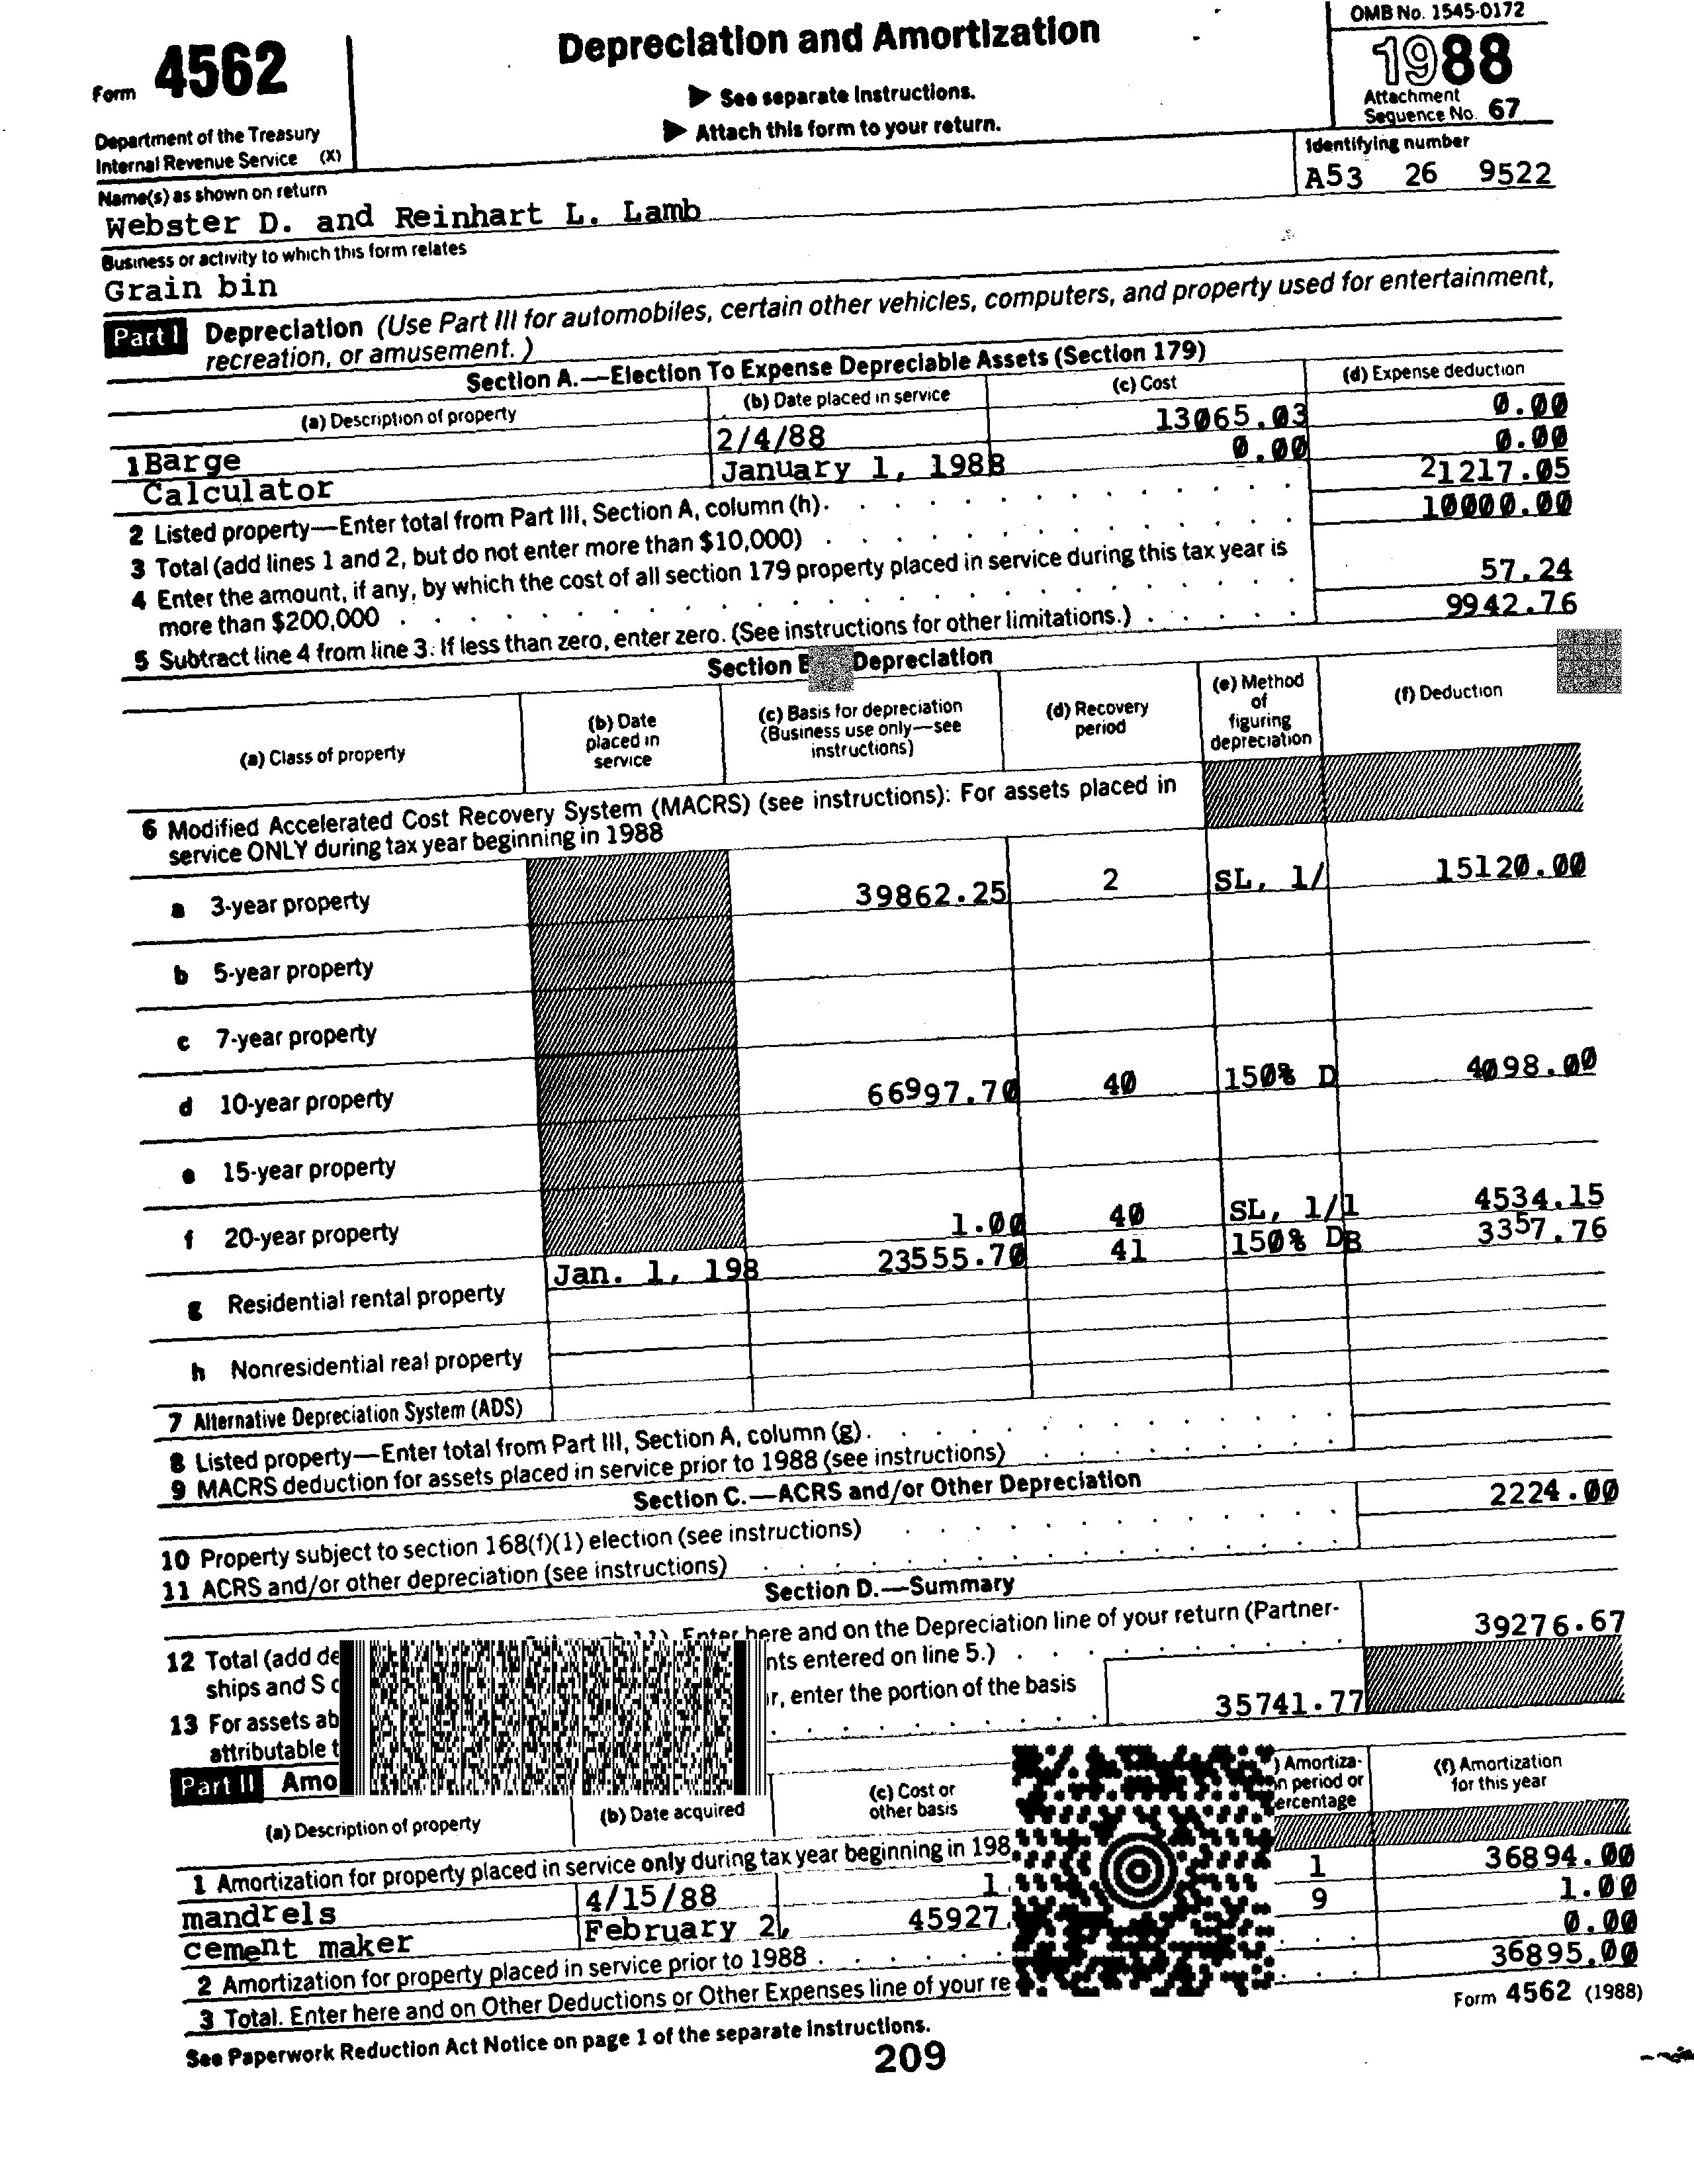 Form 4562
Department of the Treasury
Internal Revenue Service (X)
Depreciation and Amortization
▶ See separate Instructions.
▶ Attach this form to your return.
OMB No. 1545-0172
1988
Attachment
Sequence No. 67
Name(s) as shown on return
Webster D. and Reinhart L. Lamb
Identifying number
A53 26 9522
Business or activity to which this form relates
Grain bin
Part I Depreciation (Use Part III for automobiles, certain other vehicles, computers, and property used for entertainment,
recreation, or amusement.)
Section A.—Election To Expense Depreciable Assets (Section 179)
(a) Description of property (b) Date placed in service (c) Cost (d) Expense deduction
1 Barge 2/4/88 13065.03 0.00
Calculator January 1, 1988 0.00 0.00
2 Listed property—Enter total from Part III, Section A, column (h). 21217.05
3 Total (add lines 1 and 2, but do not enter more than $10,000) 10000.00
4 Enter the amount, if any, by which the cost of all section 179 property placed in service during this tax year is
more than $200,000 57.24
5 Subtract line 4 from line 3. If less than zero, enter zero. (See instructions for other limitations.) 9942.76
Section Depreciation
(a) Class of property
(b) Date
placed in
service
(c) Basis for depreciation
(Business use only—see
instructions)
(d) Recovery
period
(e) Method
of
figuring
depreciation
(f) Deduction
6 Modified Accelerated Cost Recovery System (MACRS) (see instructions): For assets placed in
service ONLY during tax year beginning in 1988
a 3-year property 39862.25 2 SL, 1/ 15120.00
b 5-year property
c 7-year property
d 10-year property 66997.70 40 150% D 4098.00
e 15-year property
f 20-year property 1.00 40 SL, 1/1 4534.15
Jan. 1, 198 23555.70 41 150% DB 3357.76
g Residential rental property
h Nonresidential real property
7 Alternative Depreciation System (ADS)
8 Listed property—Enter total from Part III, Section A, column (g).
9 MACRS deduction for assets placed in service prior to 1988 (see instructions)
Section C.—ACRS and/or Other Depreciation
10 Property subject to section 168(f)(1) election (see instructions) 2224.00
11 ACRS and/or other depreciation (see instructions)
Section D.—Summary
12 Total (add de Enter here and on the Depreciation line of your return (Partner-
ships and S c nts entered on line 5.) 39276.67
13 For assets ab r, enter the portion of the basis
attributable t 35741.77
Part II Amo
(a) Description of property
(b) Date acquired
(c) Cost or
other basis
) Amortiza-
n period or
ercentage
(f) Amortization
for this year
1 Amortization for property placed in service only during tax year beginning in 198
mandrels 4/15/88 1. 1 36894.00
cement maker February 2, 45927. 9 1.00
2 Amortization for property placed in service prior to 1988 0.00
3 Total. Enter here and on Other Deductions or Other Expenses line of your re 36895.00
See Paperwork Reduction Act Notice on page 1 of the separate Instructions.
Form 4562 (1988)
209